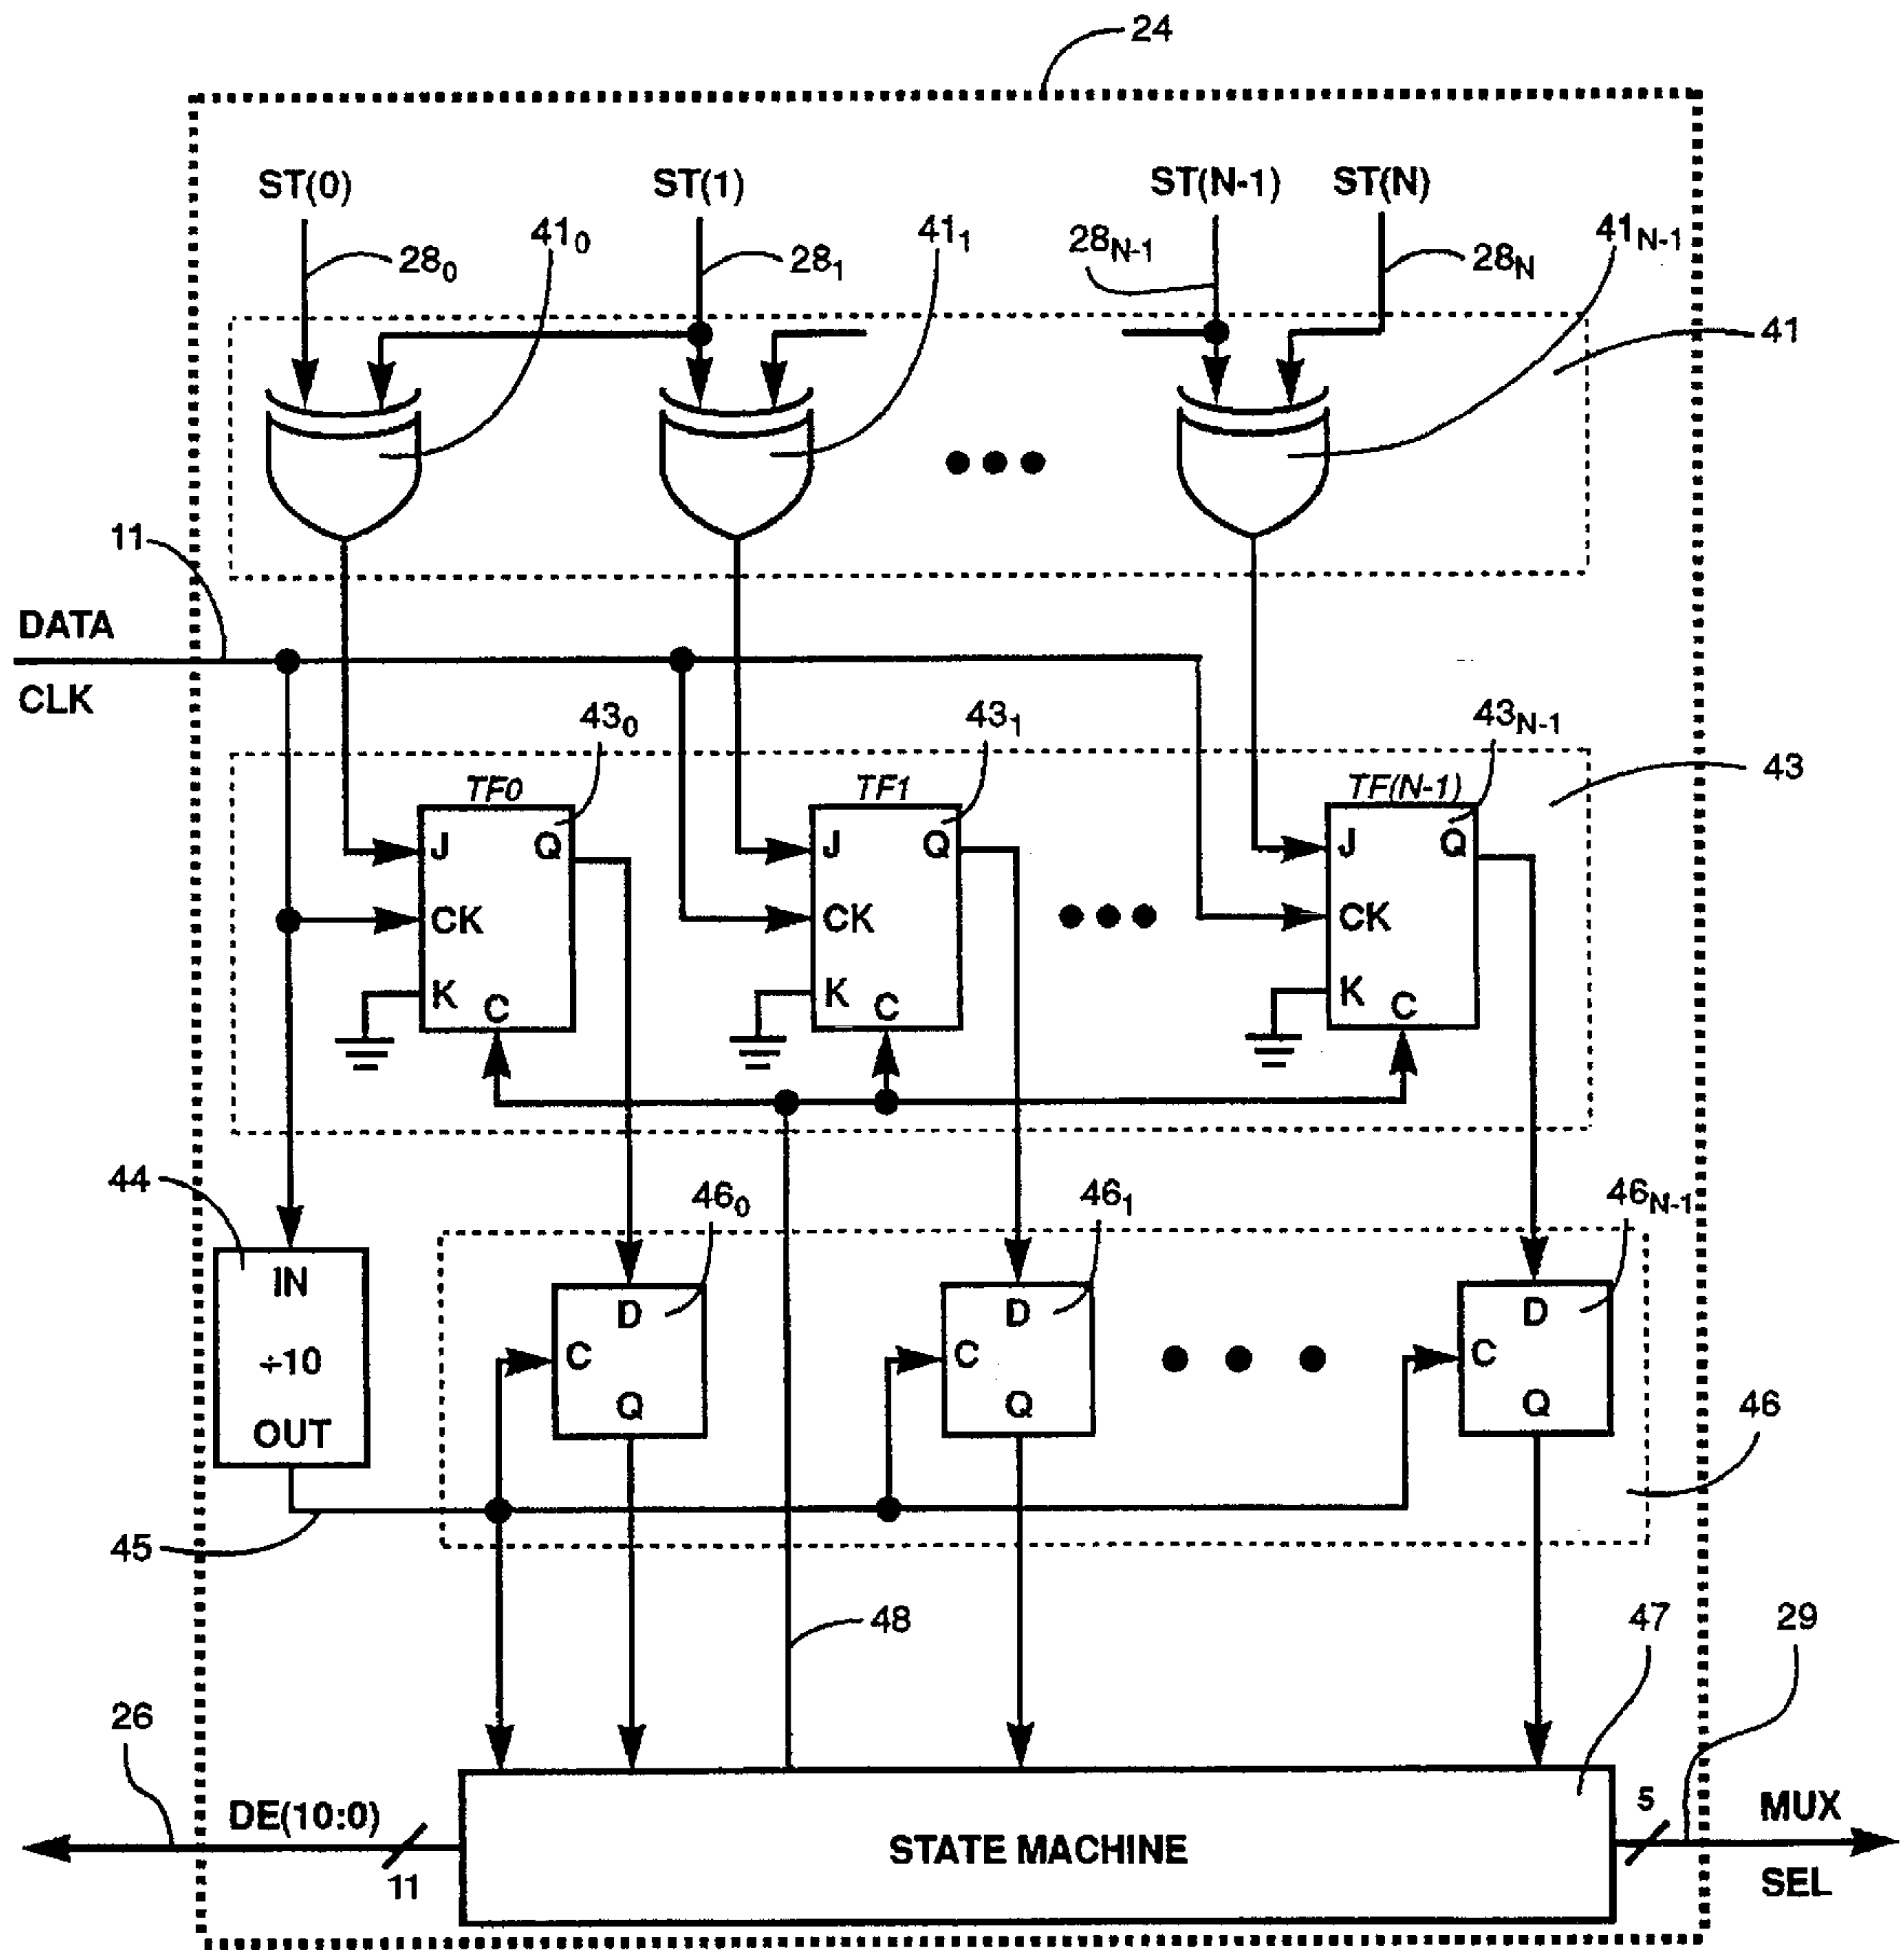 24
ST(0) ST(1) ST(N-1) ST(N)
28₀ 41₀ 28₁ 41₁ 28N-1 28N 41N-1
41
11
DATA
CLK
43₀ 43₁ 43N-1
43
TF0 TF1 TF(N-1)
J Q J Q J Q
CK CK CK
K C K C K C
44 46₀ 46₁ 46N-1
IN
÷10
OUT
D D D
C C C
Q Q Q
46
45
48 47 29
26
DE(10:0)
11
STATE MACHINE
5
MUX
SEL